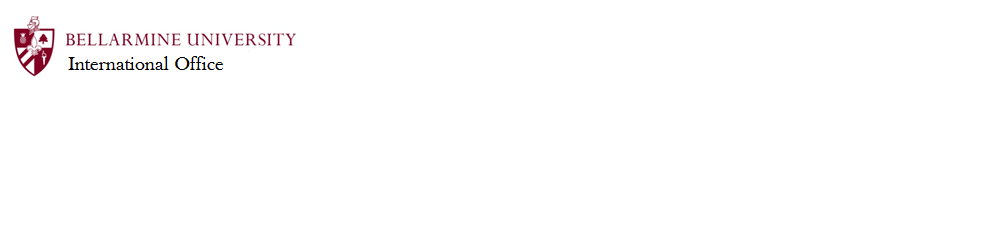 BELLARMINE UNIVERSITY
International Office